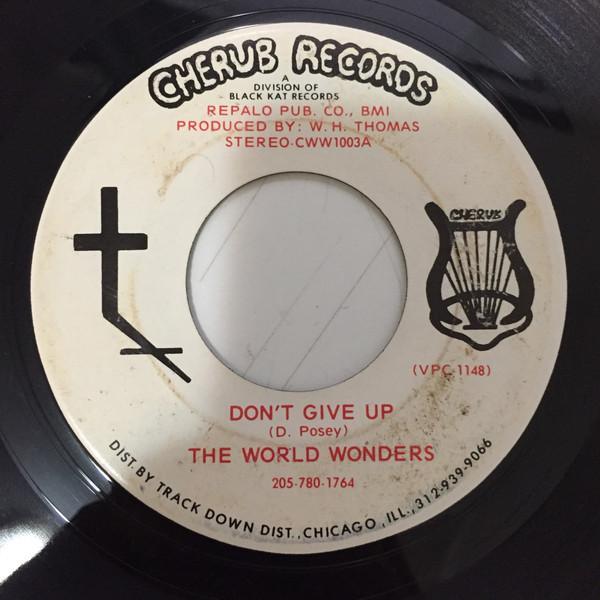 CHERUB RECORDS
A
DIVISION OF
BLACK KAT RECORDS
REPALO PUB. CO., BMI
PRODUCED BY: W. H. THOMAS
STEREO-CWW1003A
CHERUB
(VPC-1148)
DON'T GIVE UP
(D. Posey)
THE WORLD WONDERS
205-780-1764
DIST. BY TRACK DOWN DIST., CHICAGO, ILL., 312-939-9066